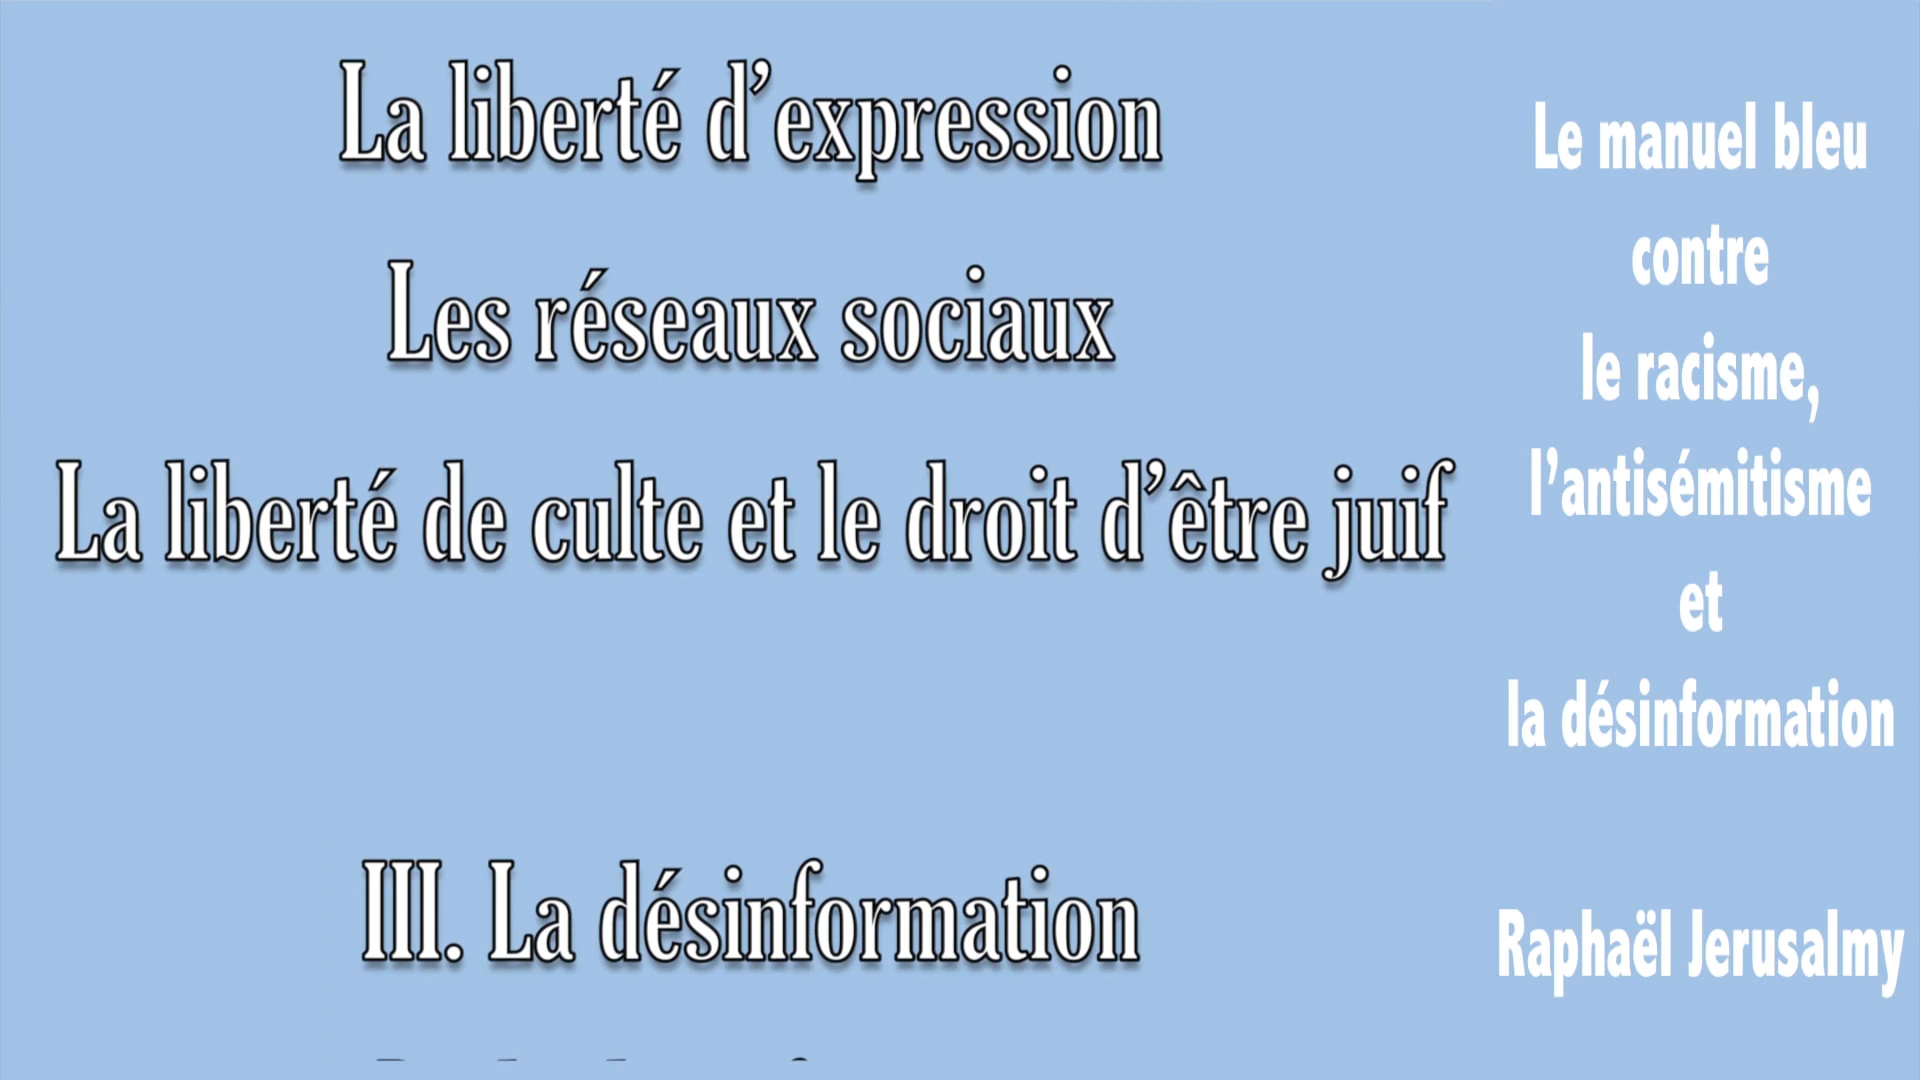 La liberté d’expression
Les réseaux sociaux
La liberté de culte et le droit d’être juif
III. La désinformation
Le manuel bleu
contre
le racisme,
l’antisémitisme
et
la désinformation
Raphaël Jerusalmy